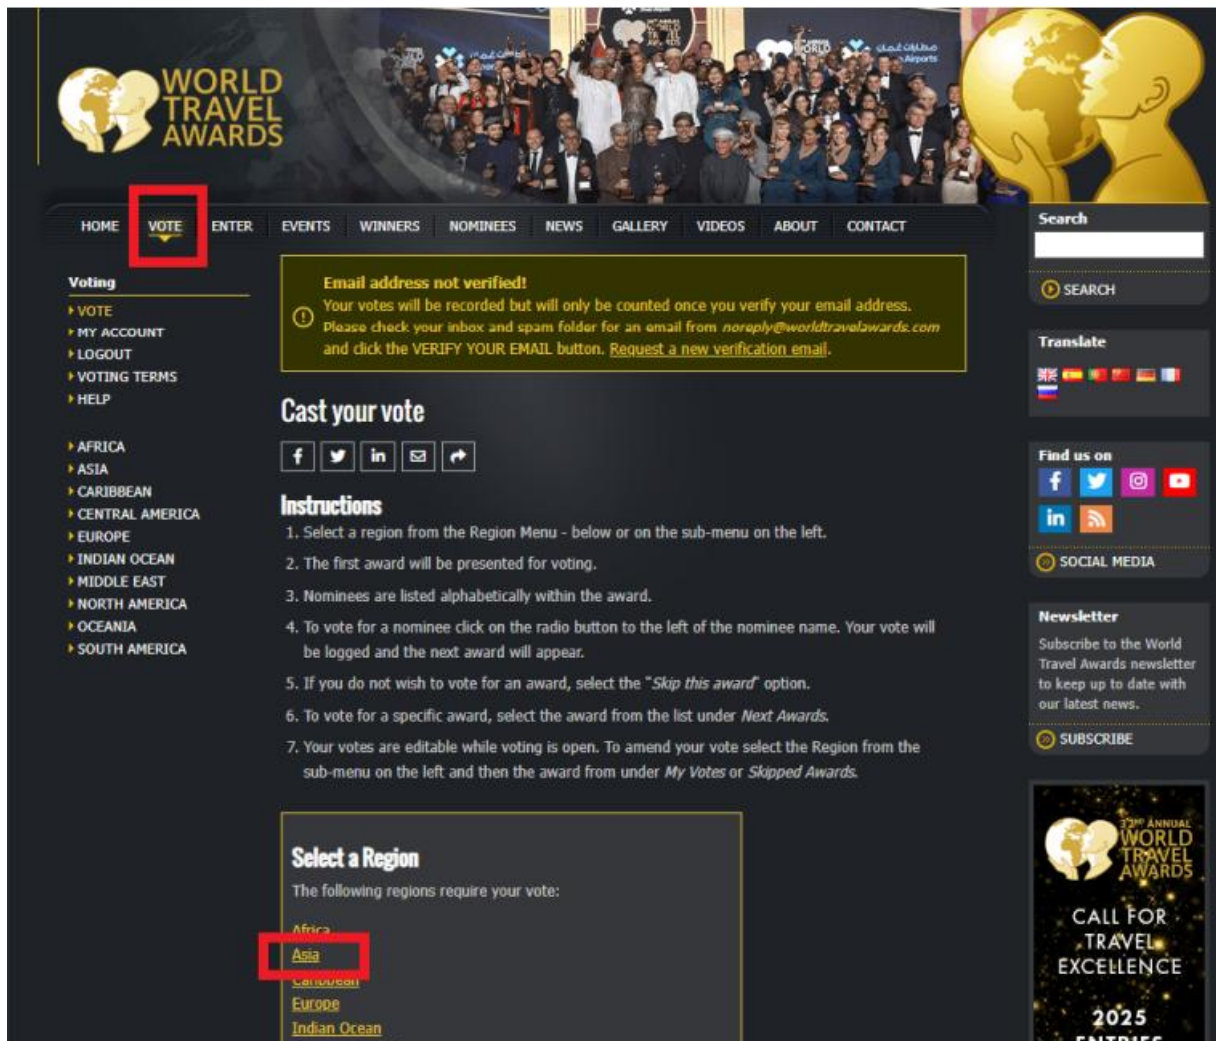 WORLD
TRAVEL
AWARDS
HOME VOTE ENTER EVENTS WINNERS NOMINEES NEWS GALLERY VIDEOS ABOUT CONTACT
Voting
VOTE
MY ACCOUNT
LOGOUT
VOTING TERMS
HELP
AFRICA
ASIA
CARIBBEAN
CENTRAL AMERICA
EUROPE
INDIAN OCEAN
MIDDLE EAST
NORTH AMERICA
OCEANIA
SOUTH AMERICA
Email address not verified!
Your votes will be recorded but will only be counted once you verify your email address.
Please check your inbox and spam folder for an email from noreply@worldtravelawards.com
and click the VERIFY YOUR EMAIL button. Request a new verification email.
Cast your vote
Instructions
1. Select a region from the Region Menu - below or on the sub-menu on the left.
2. The first award will be presented for voting.
3. Nominees are listed alphabetically within the award.
4. To vote for a nominee click on the radio button to the left of the nominee name. Your vote will
be logged and the next award will appear.
5. If you do not wish to vote for an award, select the "Skip this award" option.
6. To vote for a specific award, select the award from the list under Next Awards.
7. Your votes are editable while voting is open. To amend your vote select the Region from the
sub-menu on the left and then the award from under My Votes or Skipped Awards.
Select a Region
The following regions require your vote:
Africa
Asia
Caribbean
Europe
Indian Ocean
Search
SEARCH
Translate
Find us on
SOCIAL MEDIA
Newsletter
Subscribe to the World
Travel Awards newsletter
to keep up to date with
our latest news.
SUBSCRIBE
32ND ANNUAL
WORLD
TRAVEL
AWARDS
CALL FOR
TRAVEL
EXCELLENCE
2025
ENTRIES